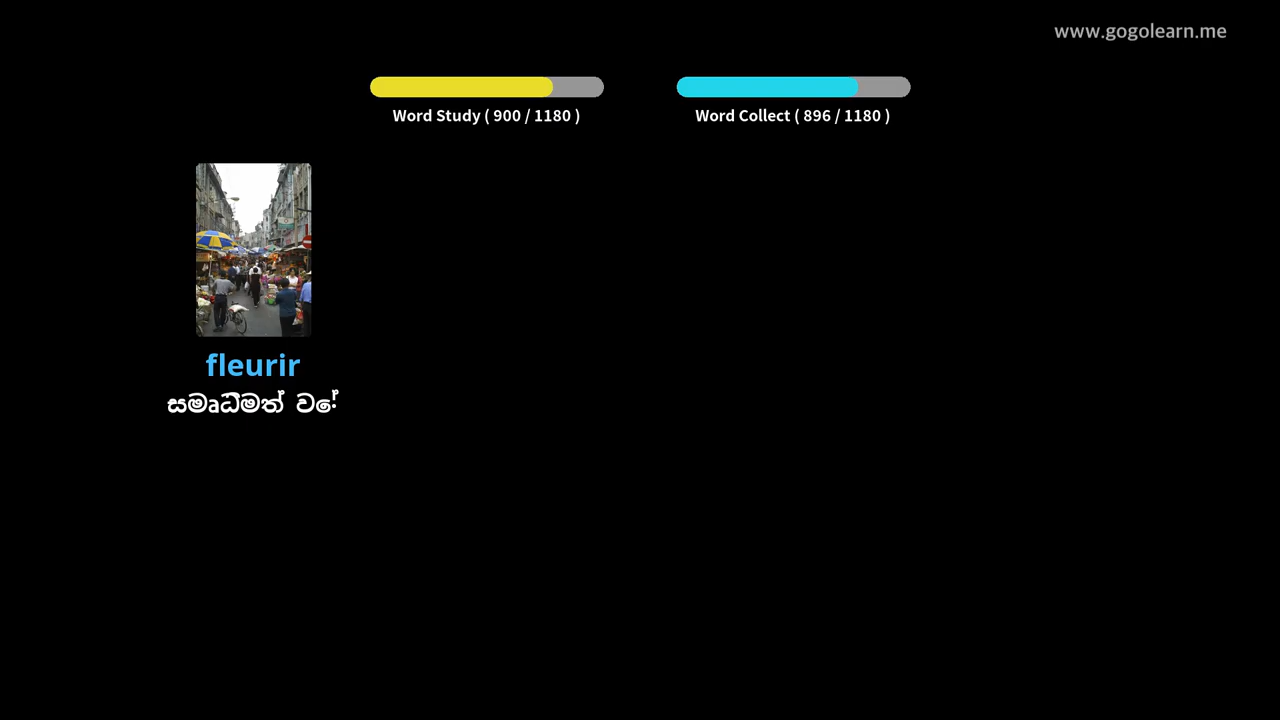 www.gogolearn.me
Word Study ( 900 / 1180 )
Word Collect ( 896 / 1180 )
fleurir
සමෘධිමත් වේ!